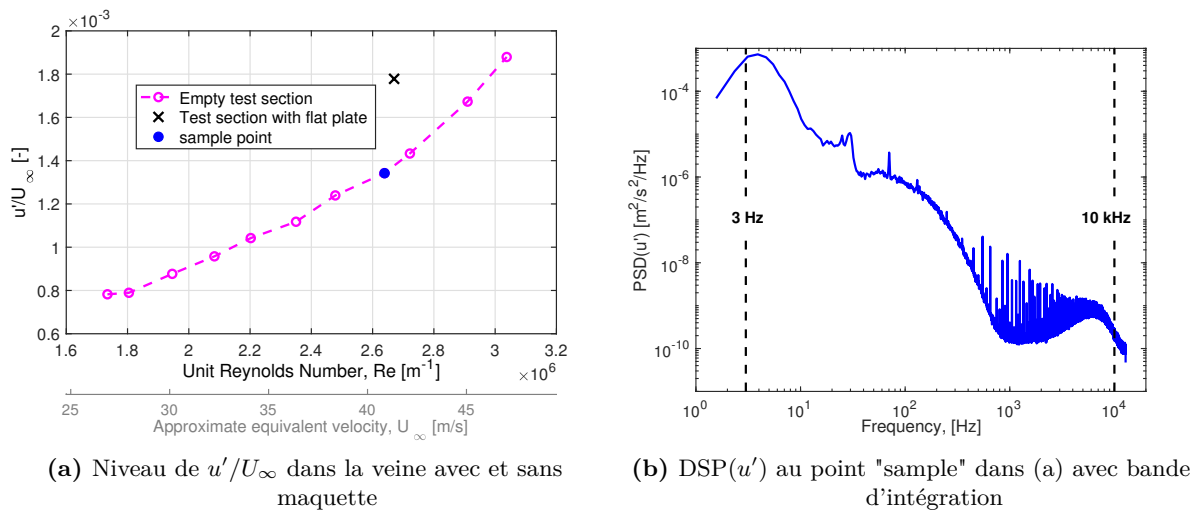 ×10⁻³
2
1.8
1.6
1.4
1.2
1
0.8
0.6
u'/U∞ [-]
Empty test section
Test section with flat plate
sample point
1.6 1.8 2 2.2 2.4 2.6 2.8 3 3.2
Unit Reynolds Number, Re [m⁻¹] ×10⁶
25 30 35 40 45
Approximate equivalent velocity, U∞ [m/s]
(a) Niveau de u'/U∞ dans la veine avec et sans
maquette
10⁻⁴
10⁻⁶
10⁻⁸
10⁻¹⁰
PSD(u') [m²/s²/Hz]
3 Hz
10 kHz
10⁰ 10¹ 10² 10³ 10⁴
Frequency, [Hz]
(b) DSP(u') au point "sample" dans (a) avec bande
d'intégration